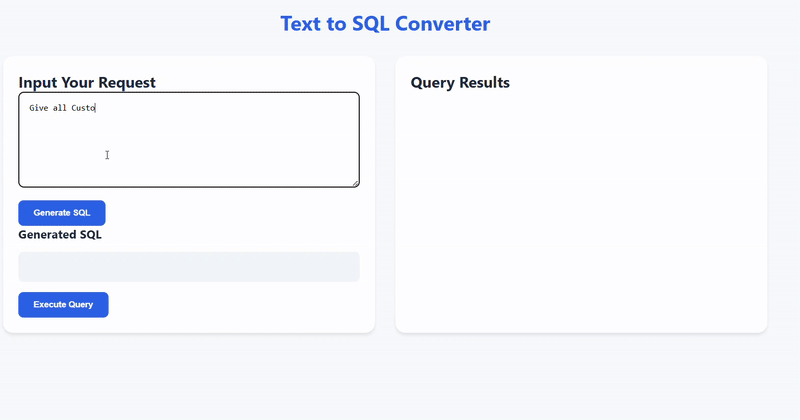 Text to SQL Converter
Input Your Request
Give all Custo
Generate SQL
Generated SQL
Execute Query
Query Results